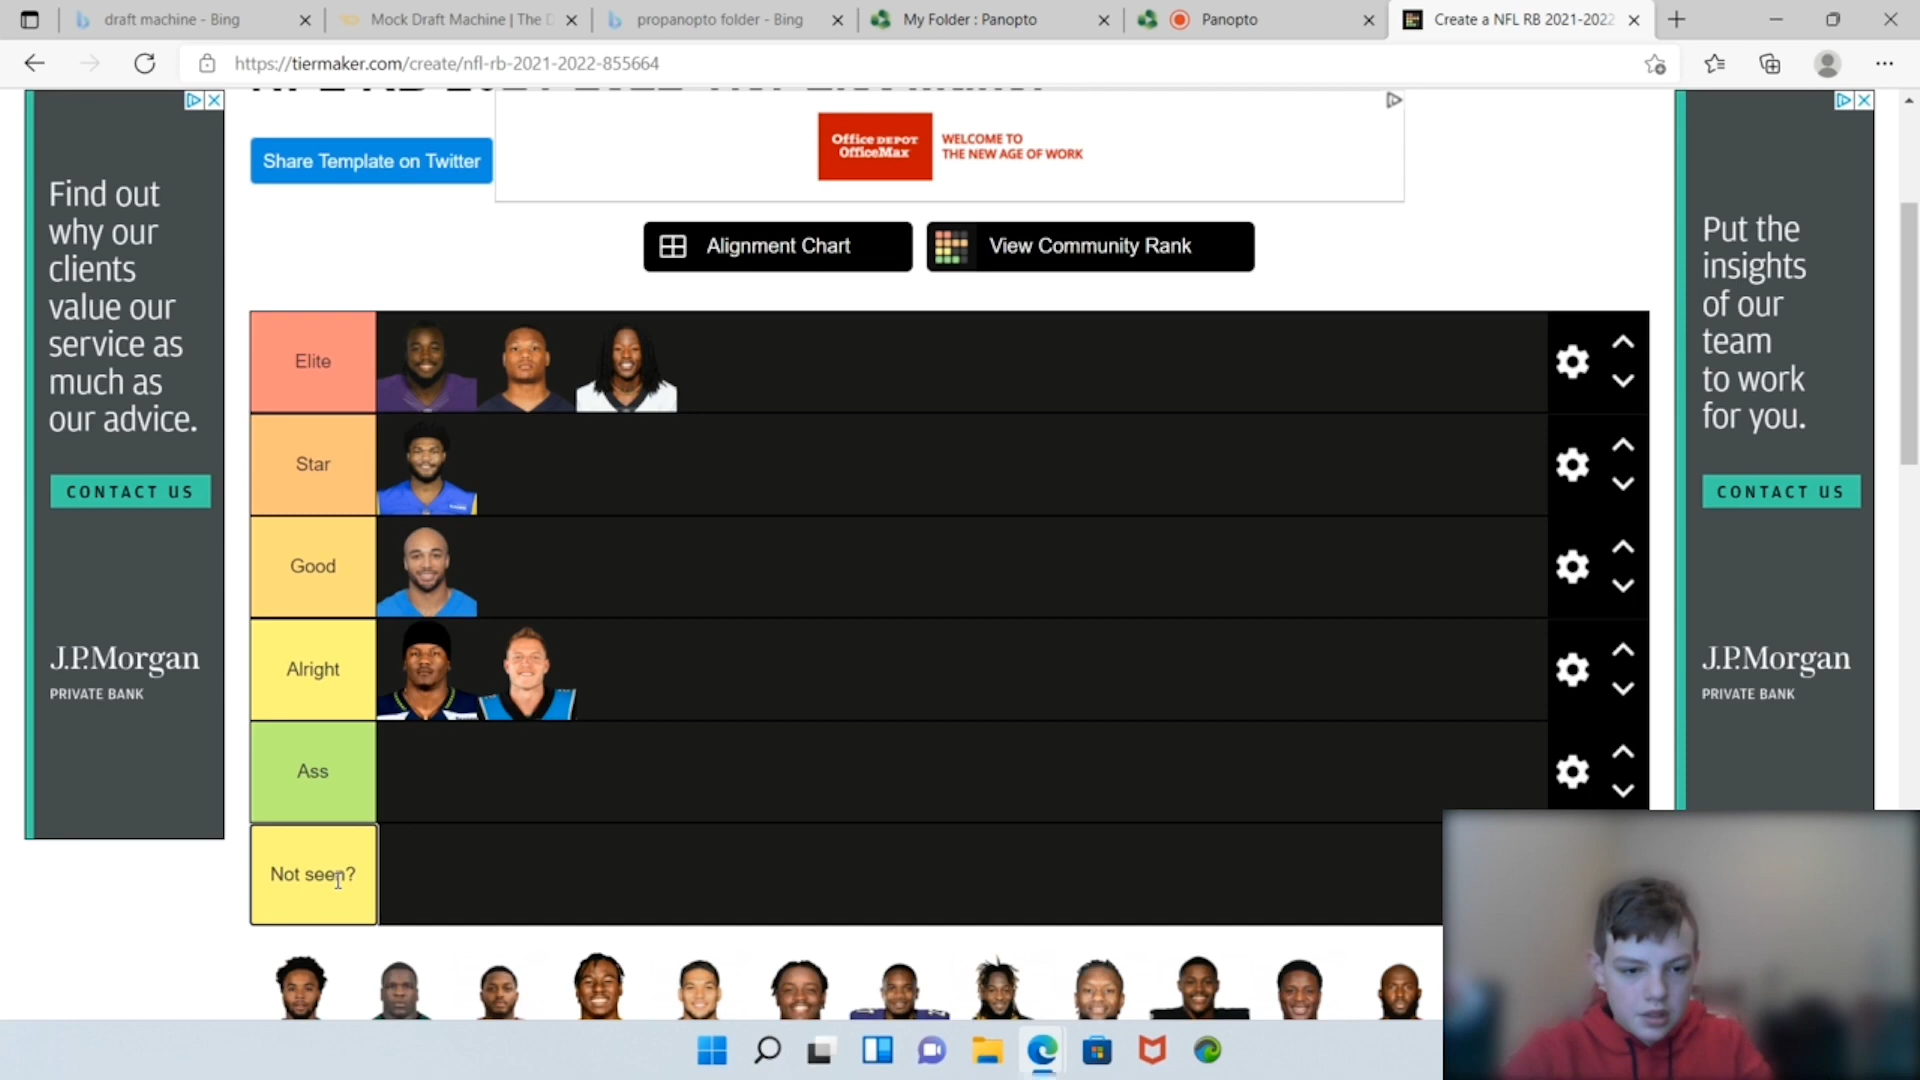 draft machine - Bing
Mock Draft Machine | The D
propanopto folder - Bing
My Folder : Panopto
Panopto
Create a NFL RB 2021-2022
https://tiermaker.com/create/nfl-rb-2021-2022-855664
Share Template on Twitter
Office DEPOT
OfficeMax
WELCOME TO
THE NEW AGE OF WORK
Alignment Chart
View Community Rank
Find out
why our
clients
value our
service as
much as
our advice.
CONTACT US
J.P.Morgan
PRIVATE BANK
Elite
Star
Good
Alright
Ass
Not seen?
Put the
insights
of our
team
to work
for you.
CONTACT US
J.P.Morgan
PRIVATE BANK